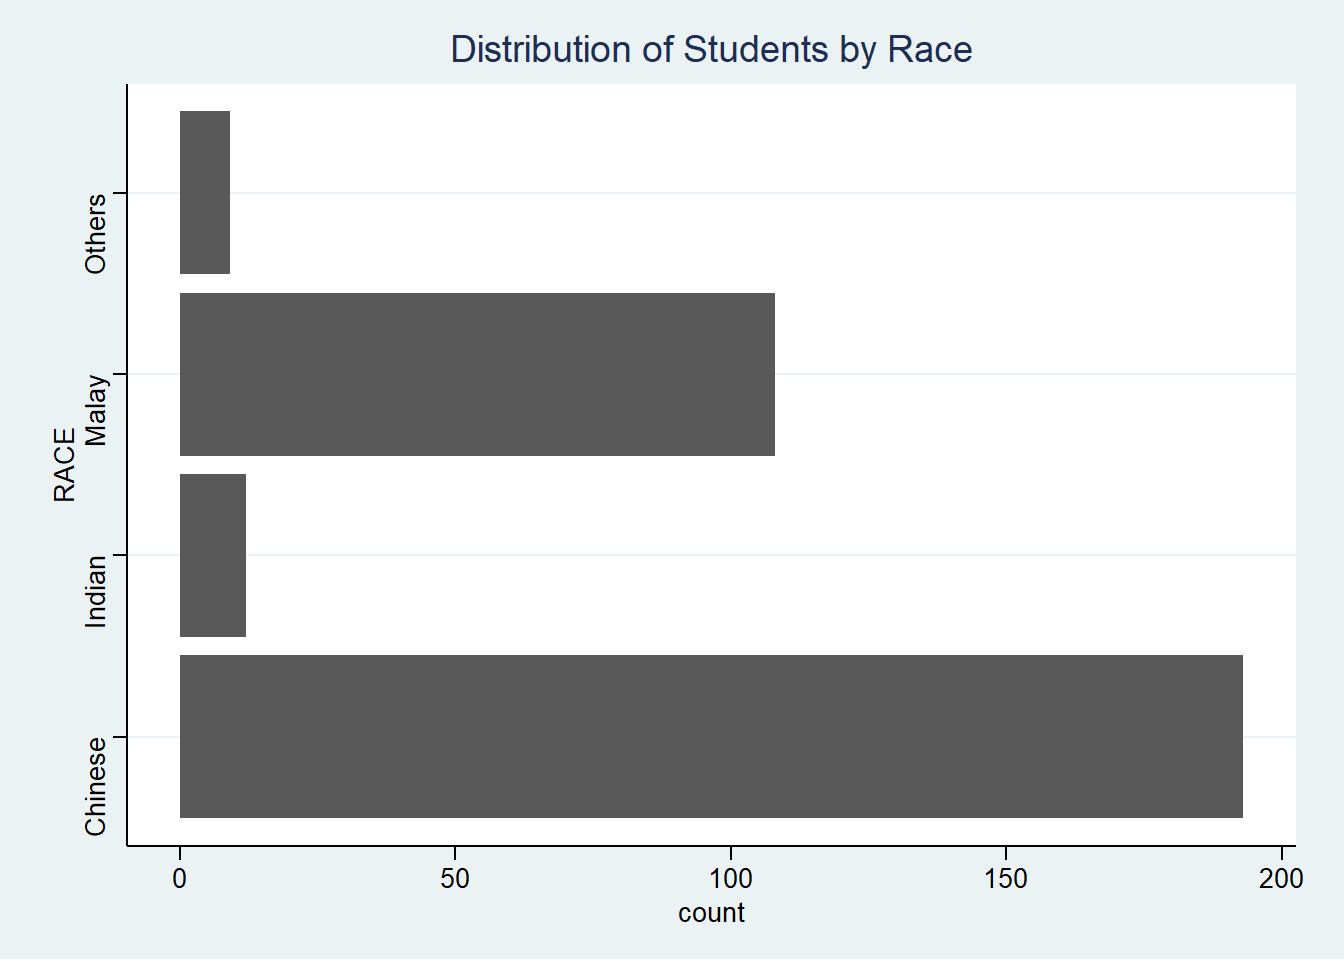 Distribution of Students by Race
RACE
Others
Malay
Indian
Chinese
0 50 100 150 200
count